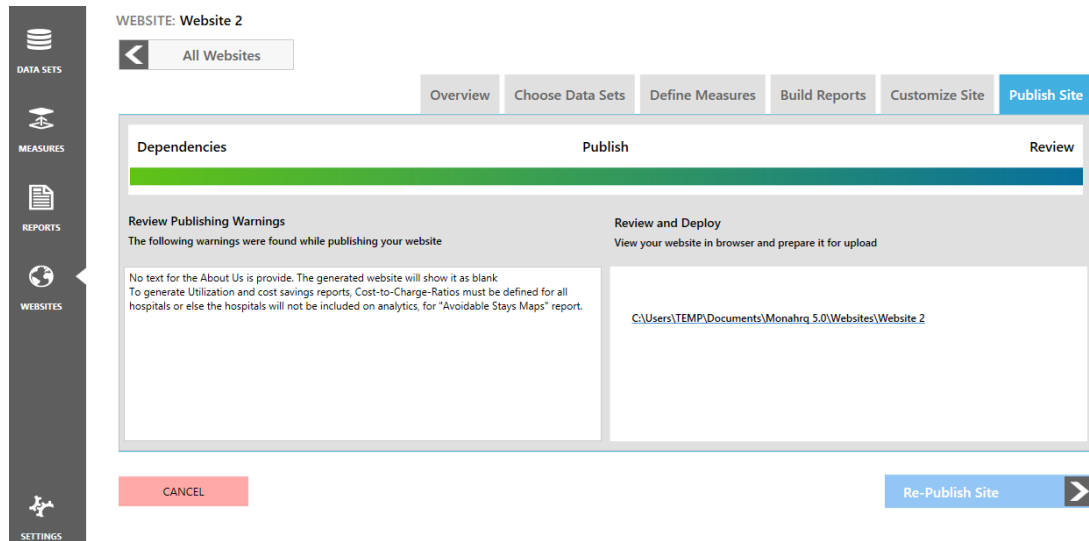 WEBSITE: Website 2
All Websites
DATA SETS
MEASURES
REPORTS
WEBSITES
SETTINGS
Overview
Choose Data Sets
Define Measures
Build Reports
Customize Site
Publish Site
Dependencies
Publish
Review
Review Publishing Warnings
The following warnings were found while publishing your website
No text for the About Us is provide. The generated website will show it as blank
To generate Utilization and cost savings reports, Cost-to-Charge-Ratios must be defined for all
hospitals or else the hospitals will not be included on analytics, for "Avoidable Stays Maps" report.
Review and Deploy
View your website in browser and prepare it for upload
C:\Users\TEMP\Documents\Monahrq 5.0\Websites\Website 2
CANCEL
Re-Publish Site